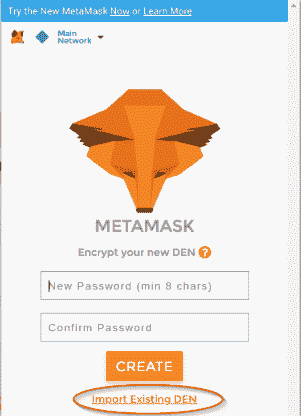 Try the New MetaMask Now or Learn More
Main
Network
METAMASK
Encrypt your new DEN ?
New Password (min 8 chars)
Confirm Password
CREATE
Import Existing DEN